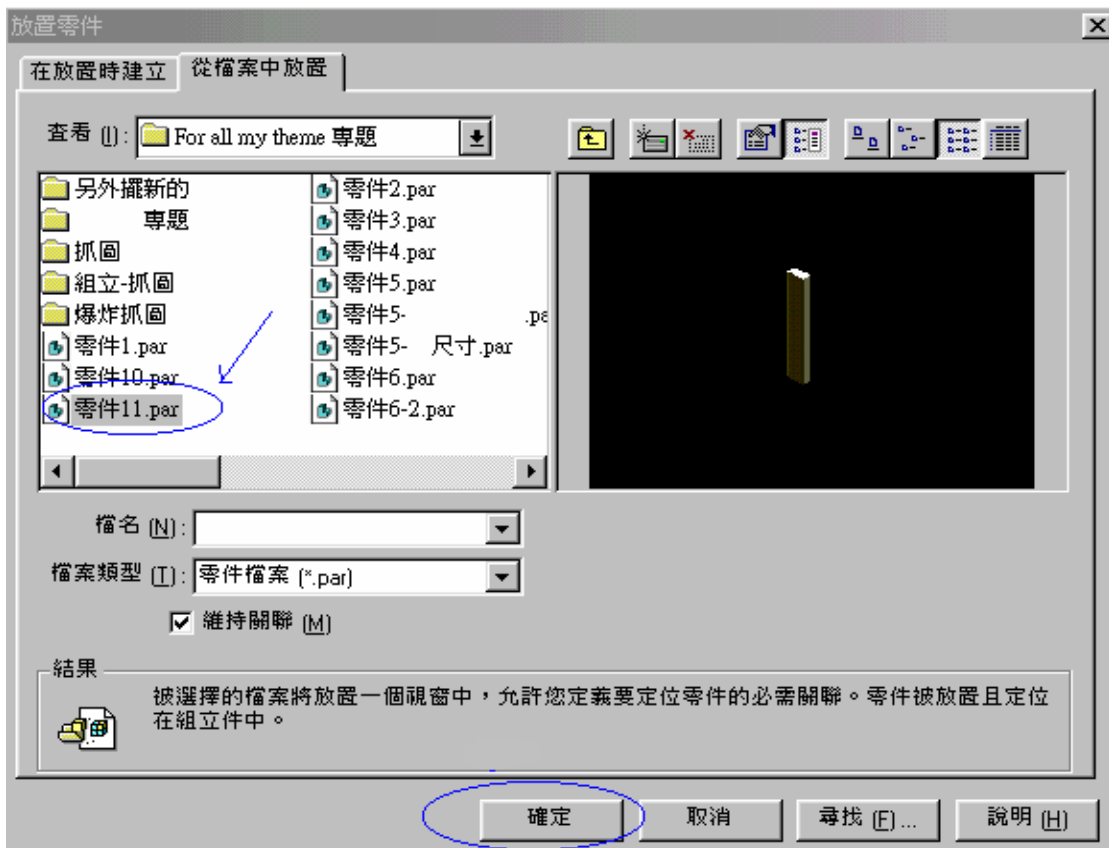 放置零件
在放置時建立 從檔案中放置
查看 (I): For all my theme 專題
另外擺新的
專題
抓圖
組立-抓圖
爆炸抓圖
零件1.par
零件10.par
零件11.par
零件2.par
零件3.par
零件4.par
零件5.par
零件5- .pa
零件5- 尺寸.par
零件6.par
零件6-2.par
檔名 (N):
檔案類型 (T): 零件檔案 (*.par)
維持關聯 (M)
結果
被選擇的檔案將放置一個視窗中，允許您定義要定位零件的必需關聯。零件被放置且定位
在組立件中。
確定 取消 尋找 (F) ... 說明 (H)